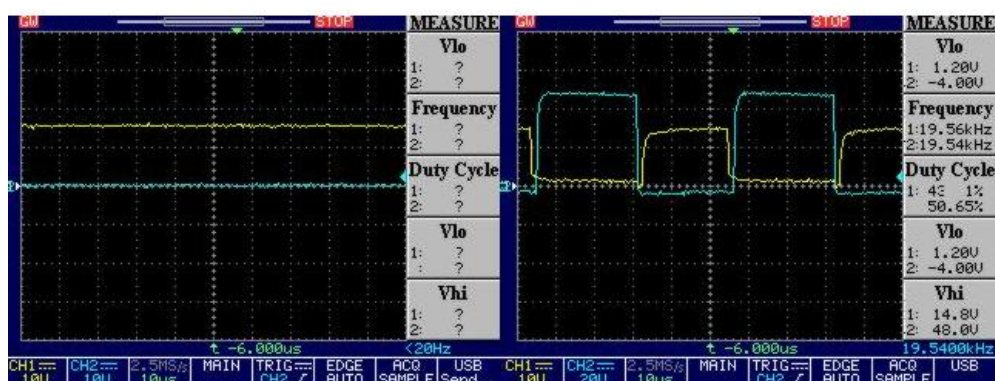 GW STOP MEASURE
Vlo
1: ?
2: ?
Frequency
1: ?
2: ?
Duty Cycle
1: ?
2: ?
Vlo
1: ?
: ?
Vhi
1: ?
2: ?
t -6.000us <20Hz
CH1 CH2 2.5MS/s MAIN TRIG EDGE ACQ USB
10V 10V 10us CH2 AUTO SAMPLE Send
GW STOP MEASURE
Vlo
1: 1.20V
2: -4.00V
Frequency
1:19.56kHz
2:19.54kHz
Duty Cycle
1: 43 1%
50.65%
Vlo
1: 1.20V
2: -4.00V
Vhi
1: 14.8V
2: 48.0V
t -6.000us 19.5400kHz
CH1 CH2 2.5MS/s MAIN TRIG EDGE ACQ USB
10V 20V 10us CH2 AUTO SAMPLE